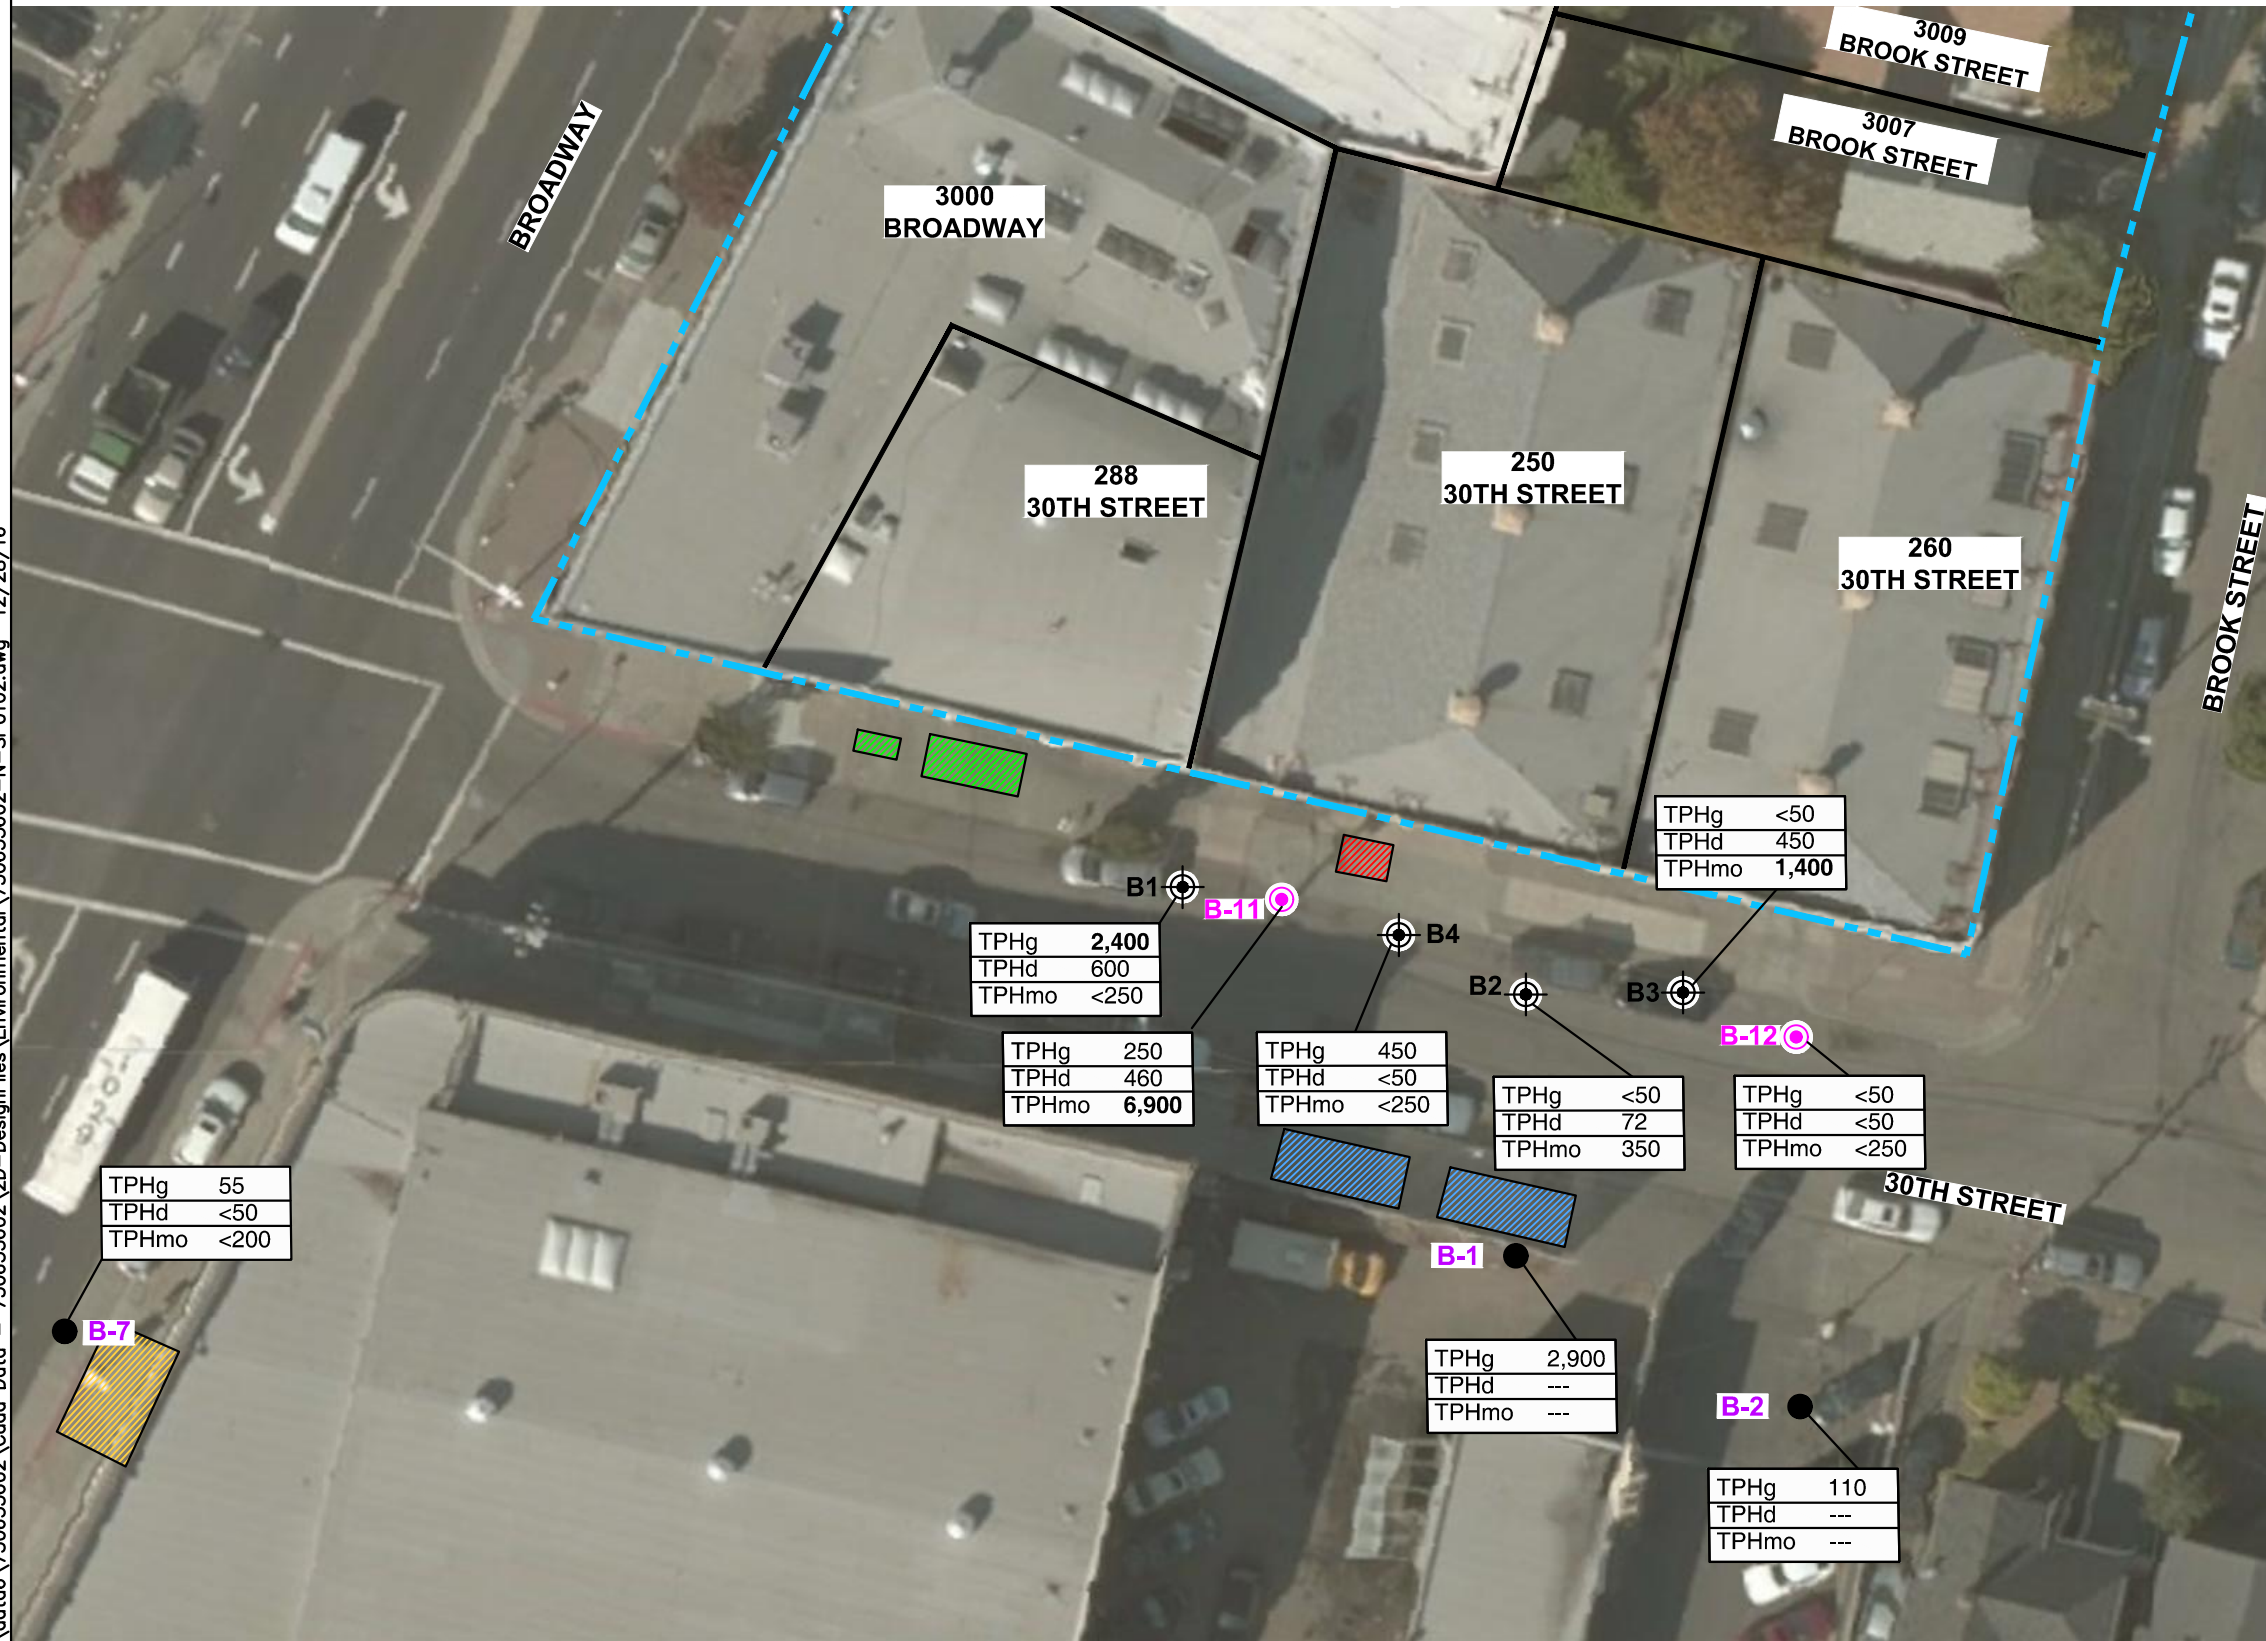 3009
BROOK STREET
3007
BROOK STREET
BROADWAY
3000
BROADWAY
288
30TH STREET
250
30TH STREET
260
30TH STREET
BROOK STREET
TPHg <50
TPHd 450
TPHmo 1,400
B1
B-11
B4
B2
B3
B-12
TPHg 2,400
TPHd 600
TPHmo <250
TPHg 250
TPHd 460
TPHmo 6,900
TPHg 450
TPHd <50
TPHmo <250
TPHg <50
TPHd 72
TPHmo 350
TPHg <50
TPHd <50
TPHmo <250
30TH STREET
TPHg 55
TPHd <50
TPHmo <200
B-7
B-1
TPHg 2,900
TPHd ---
TPHmo ---
B-2
TPHg 110
TPHd ---
TPHmo ---